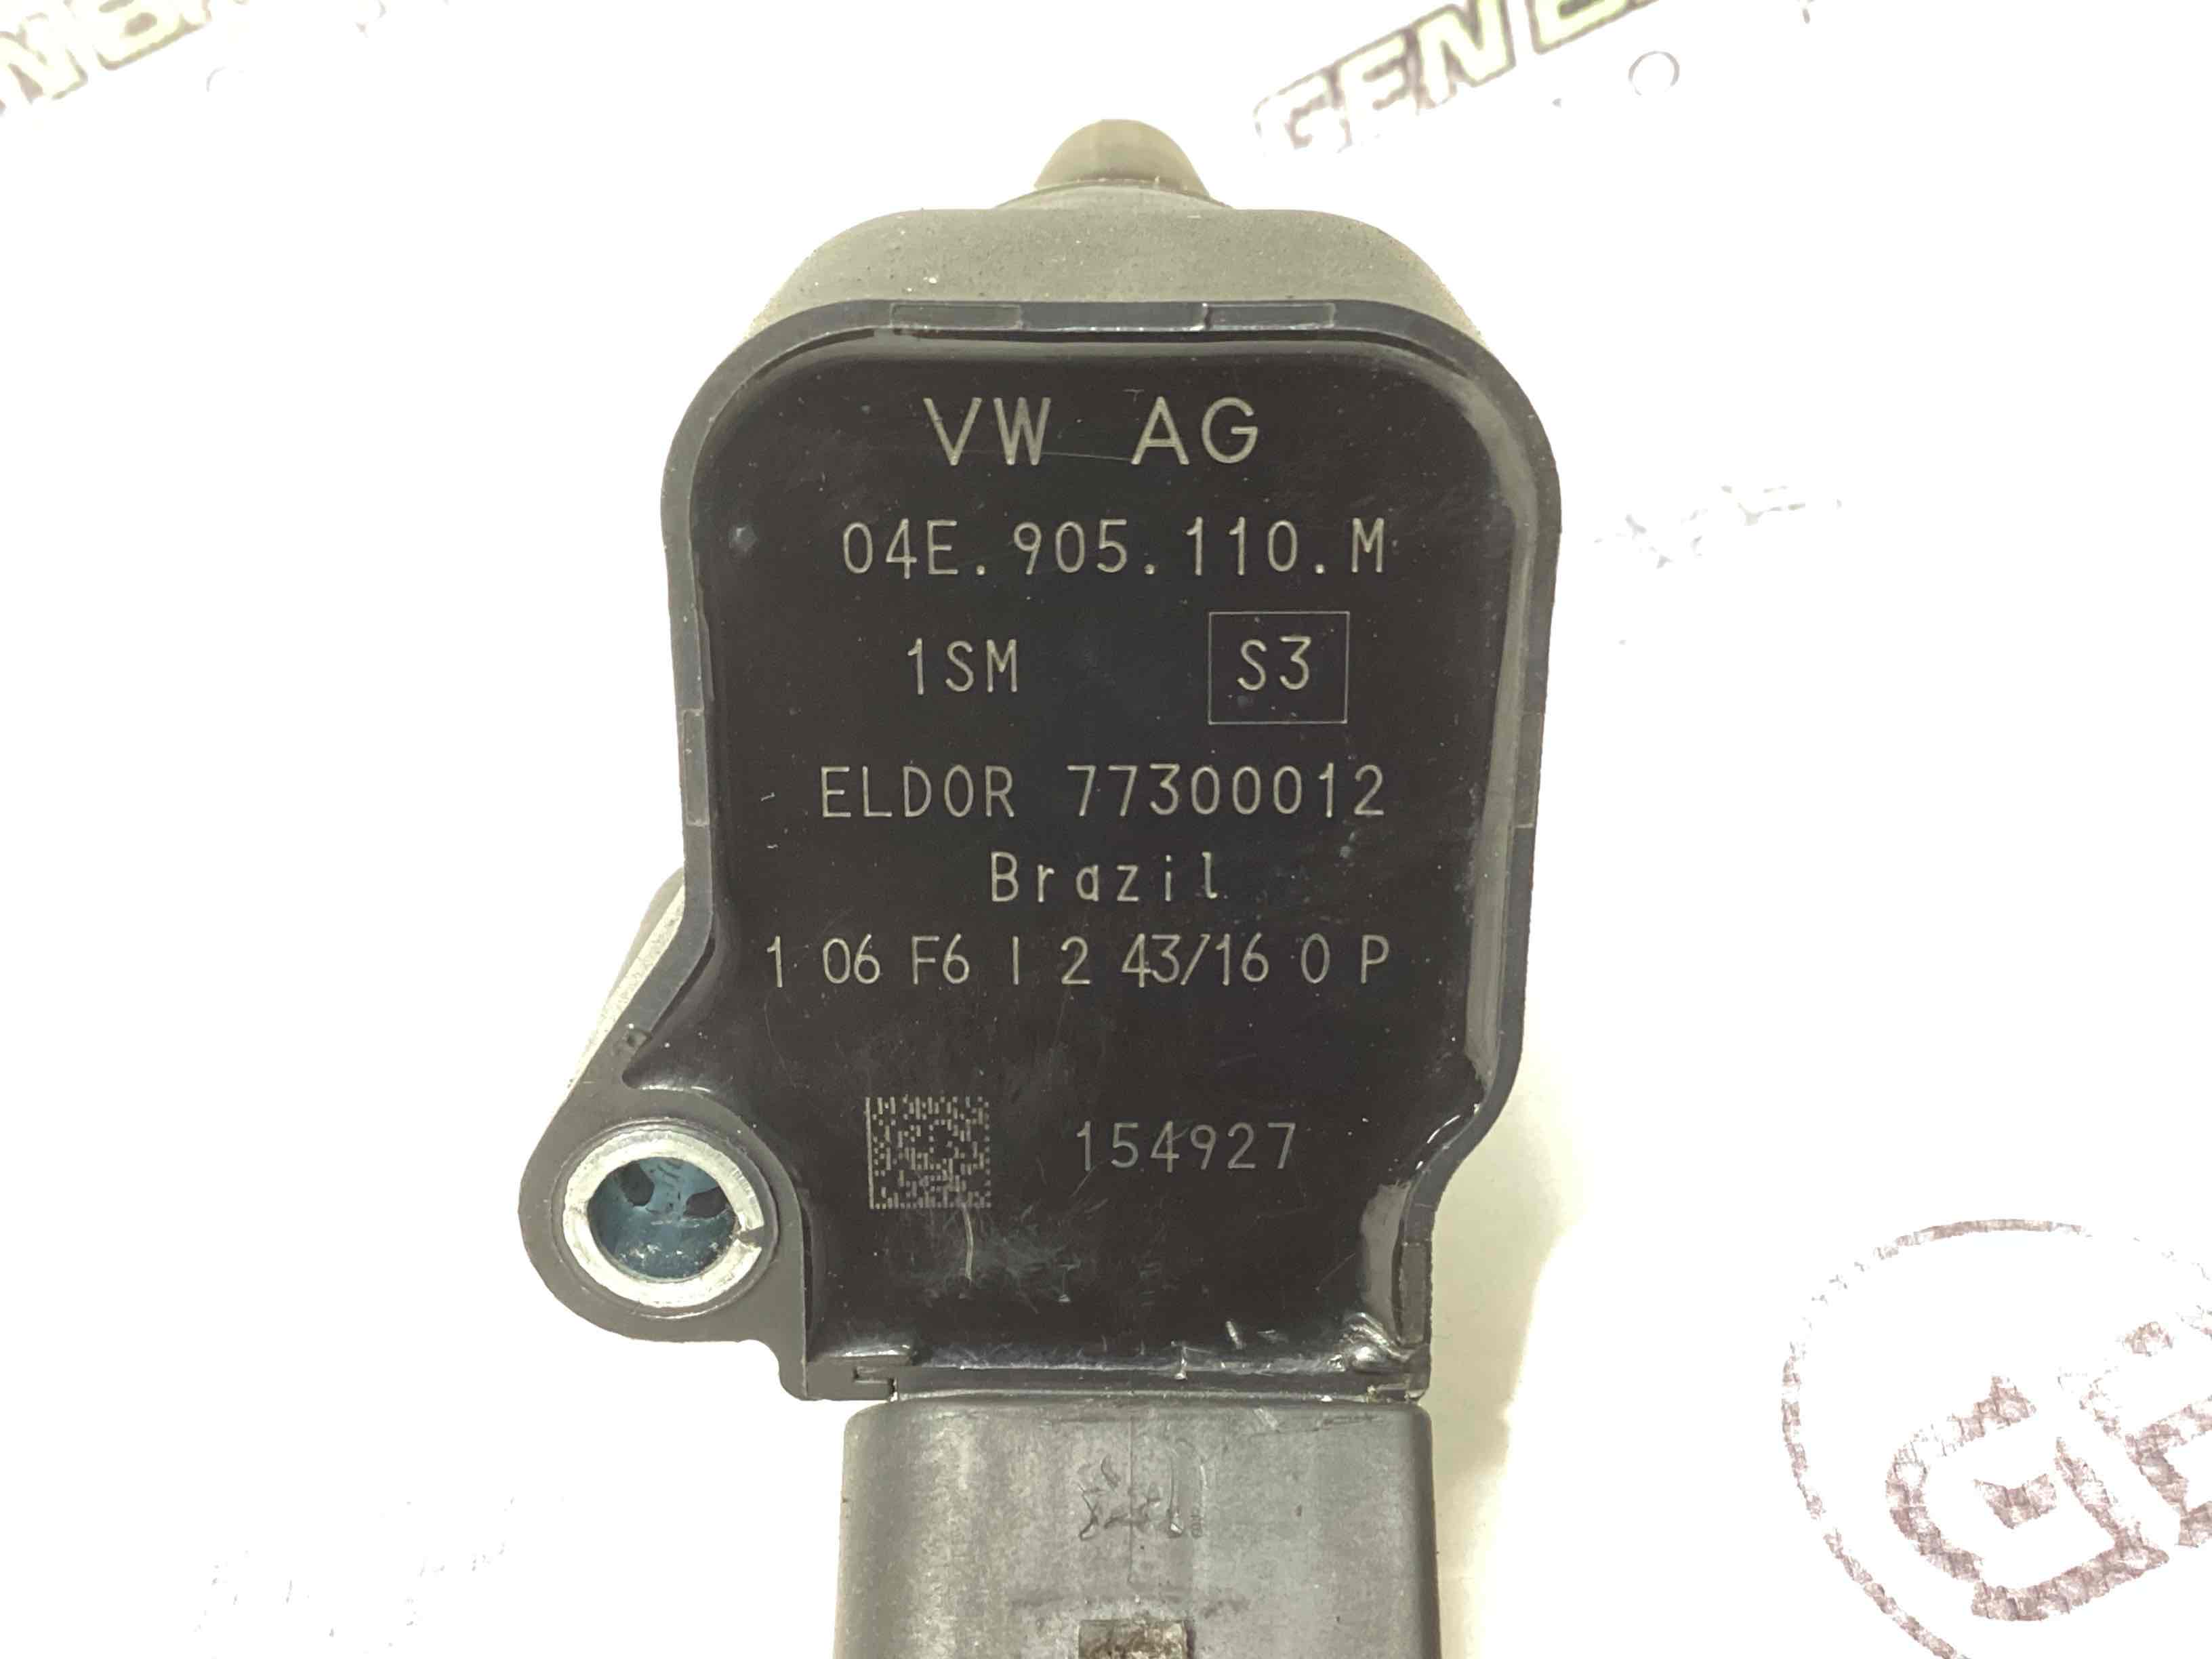 VW AG
04E.905.110.M
1SM S3
ELDOR 77300012
Brazil
1 06 F6 I 2 43/16 0 P
154927